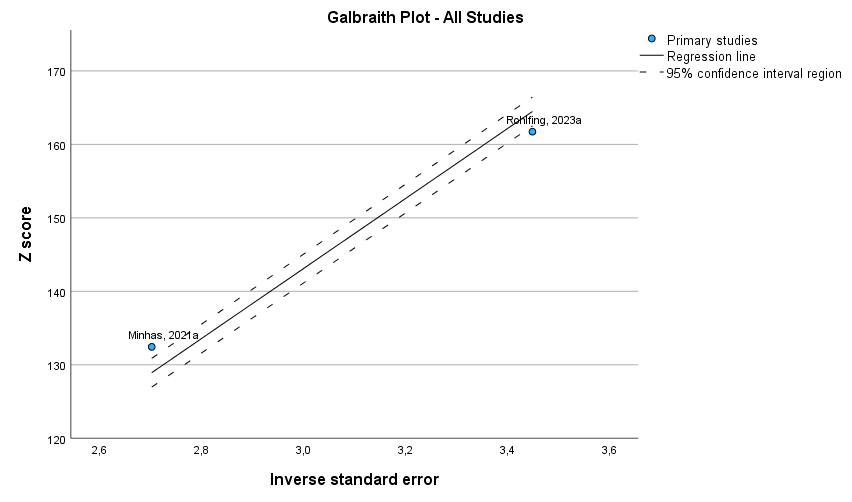 Galbraith Plot - All Studies
Primary studies
Regression line
95% confidence interval region
170
160
150
140
130
120
Z score
Rohlfing, 2023a
Minhas, 2021a
2,6
2,8
3,0
3,2
3,4
3,6
Inverse standard error